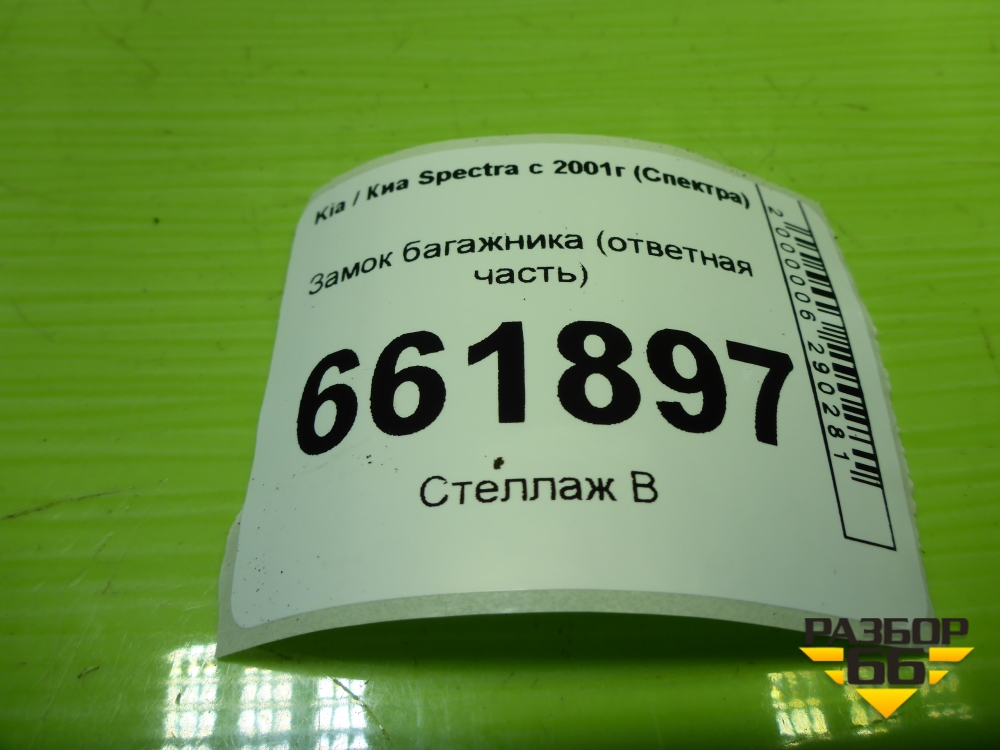 Kia / Киа Spectra с 2001г (Спектра)
Замок багажника (ответная
часть)
661897
Стеллаж В
2000006290281
РАЗБОР
66